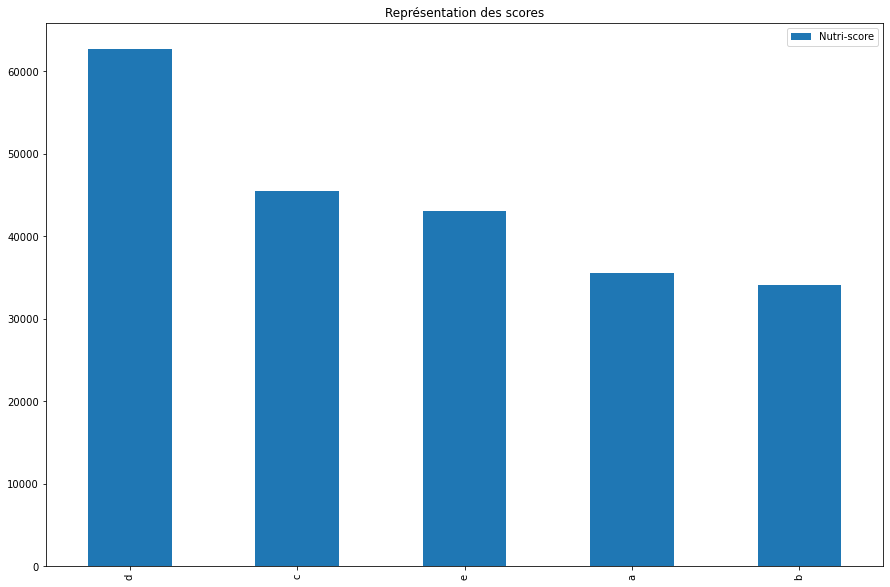 Représentation des scores
Nutri-score
60000
50000
40000
30000
20000
10000
0
d
c
e
a
b